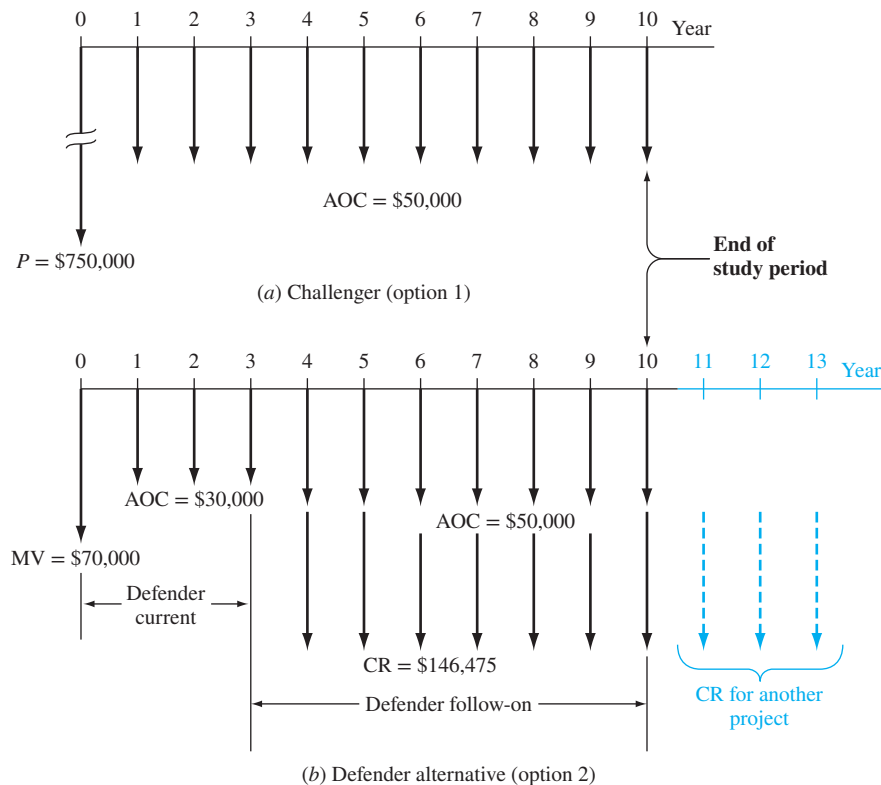 0 1 2 3 4 5 6 7 8 9 10 Year
AOC = $50,000
P = $750,000
End of
study period
(a) Challenger (option 1)
0 1 2 3 4 5 6 7 8 9 10 11 12 13 Year
AOC = $30,000
AOC = $50,000
MV = $70,000
Defender
current
CR = $146,475
Defender follow-on
CR for another
project
(b) Defender alternative (option 2)